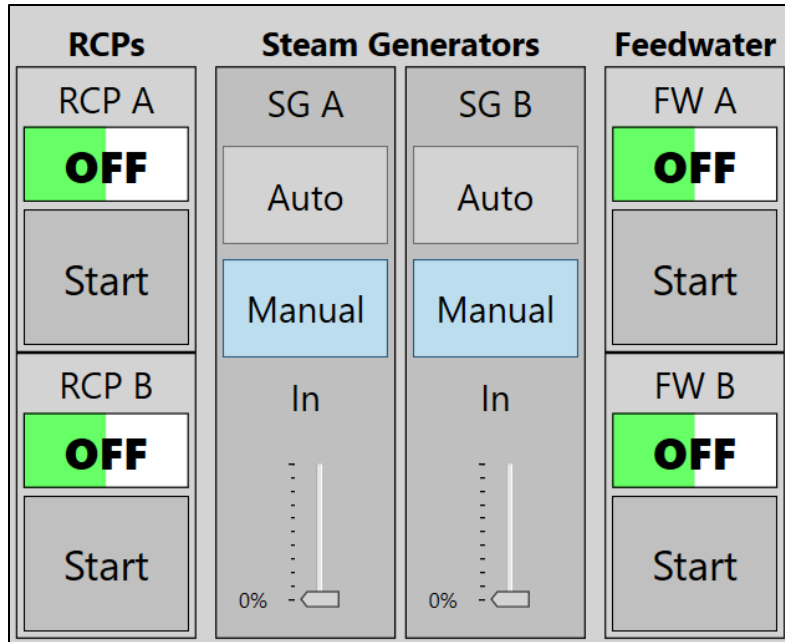 RCPs
Steam Generators
Feedwater
RCP A
OFF
Start
RCP B
OFF
Start
SG A
Auto
Manual
In
0%
SG B
Auto
Manual
In
0%
FW A
OFF
Start
FW B
OFF
Start